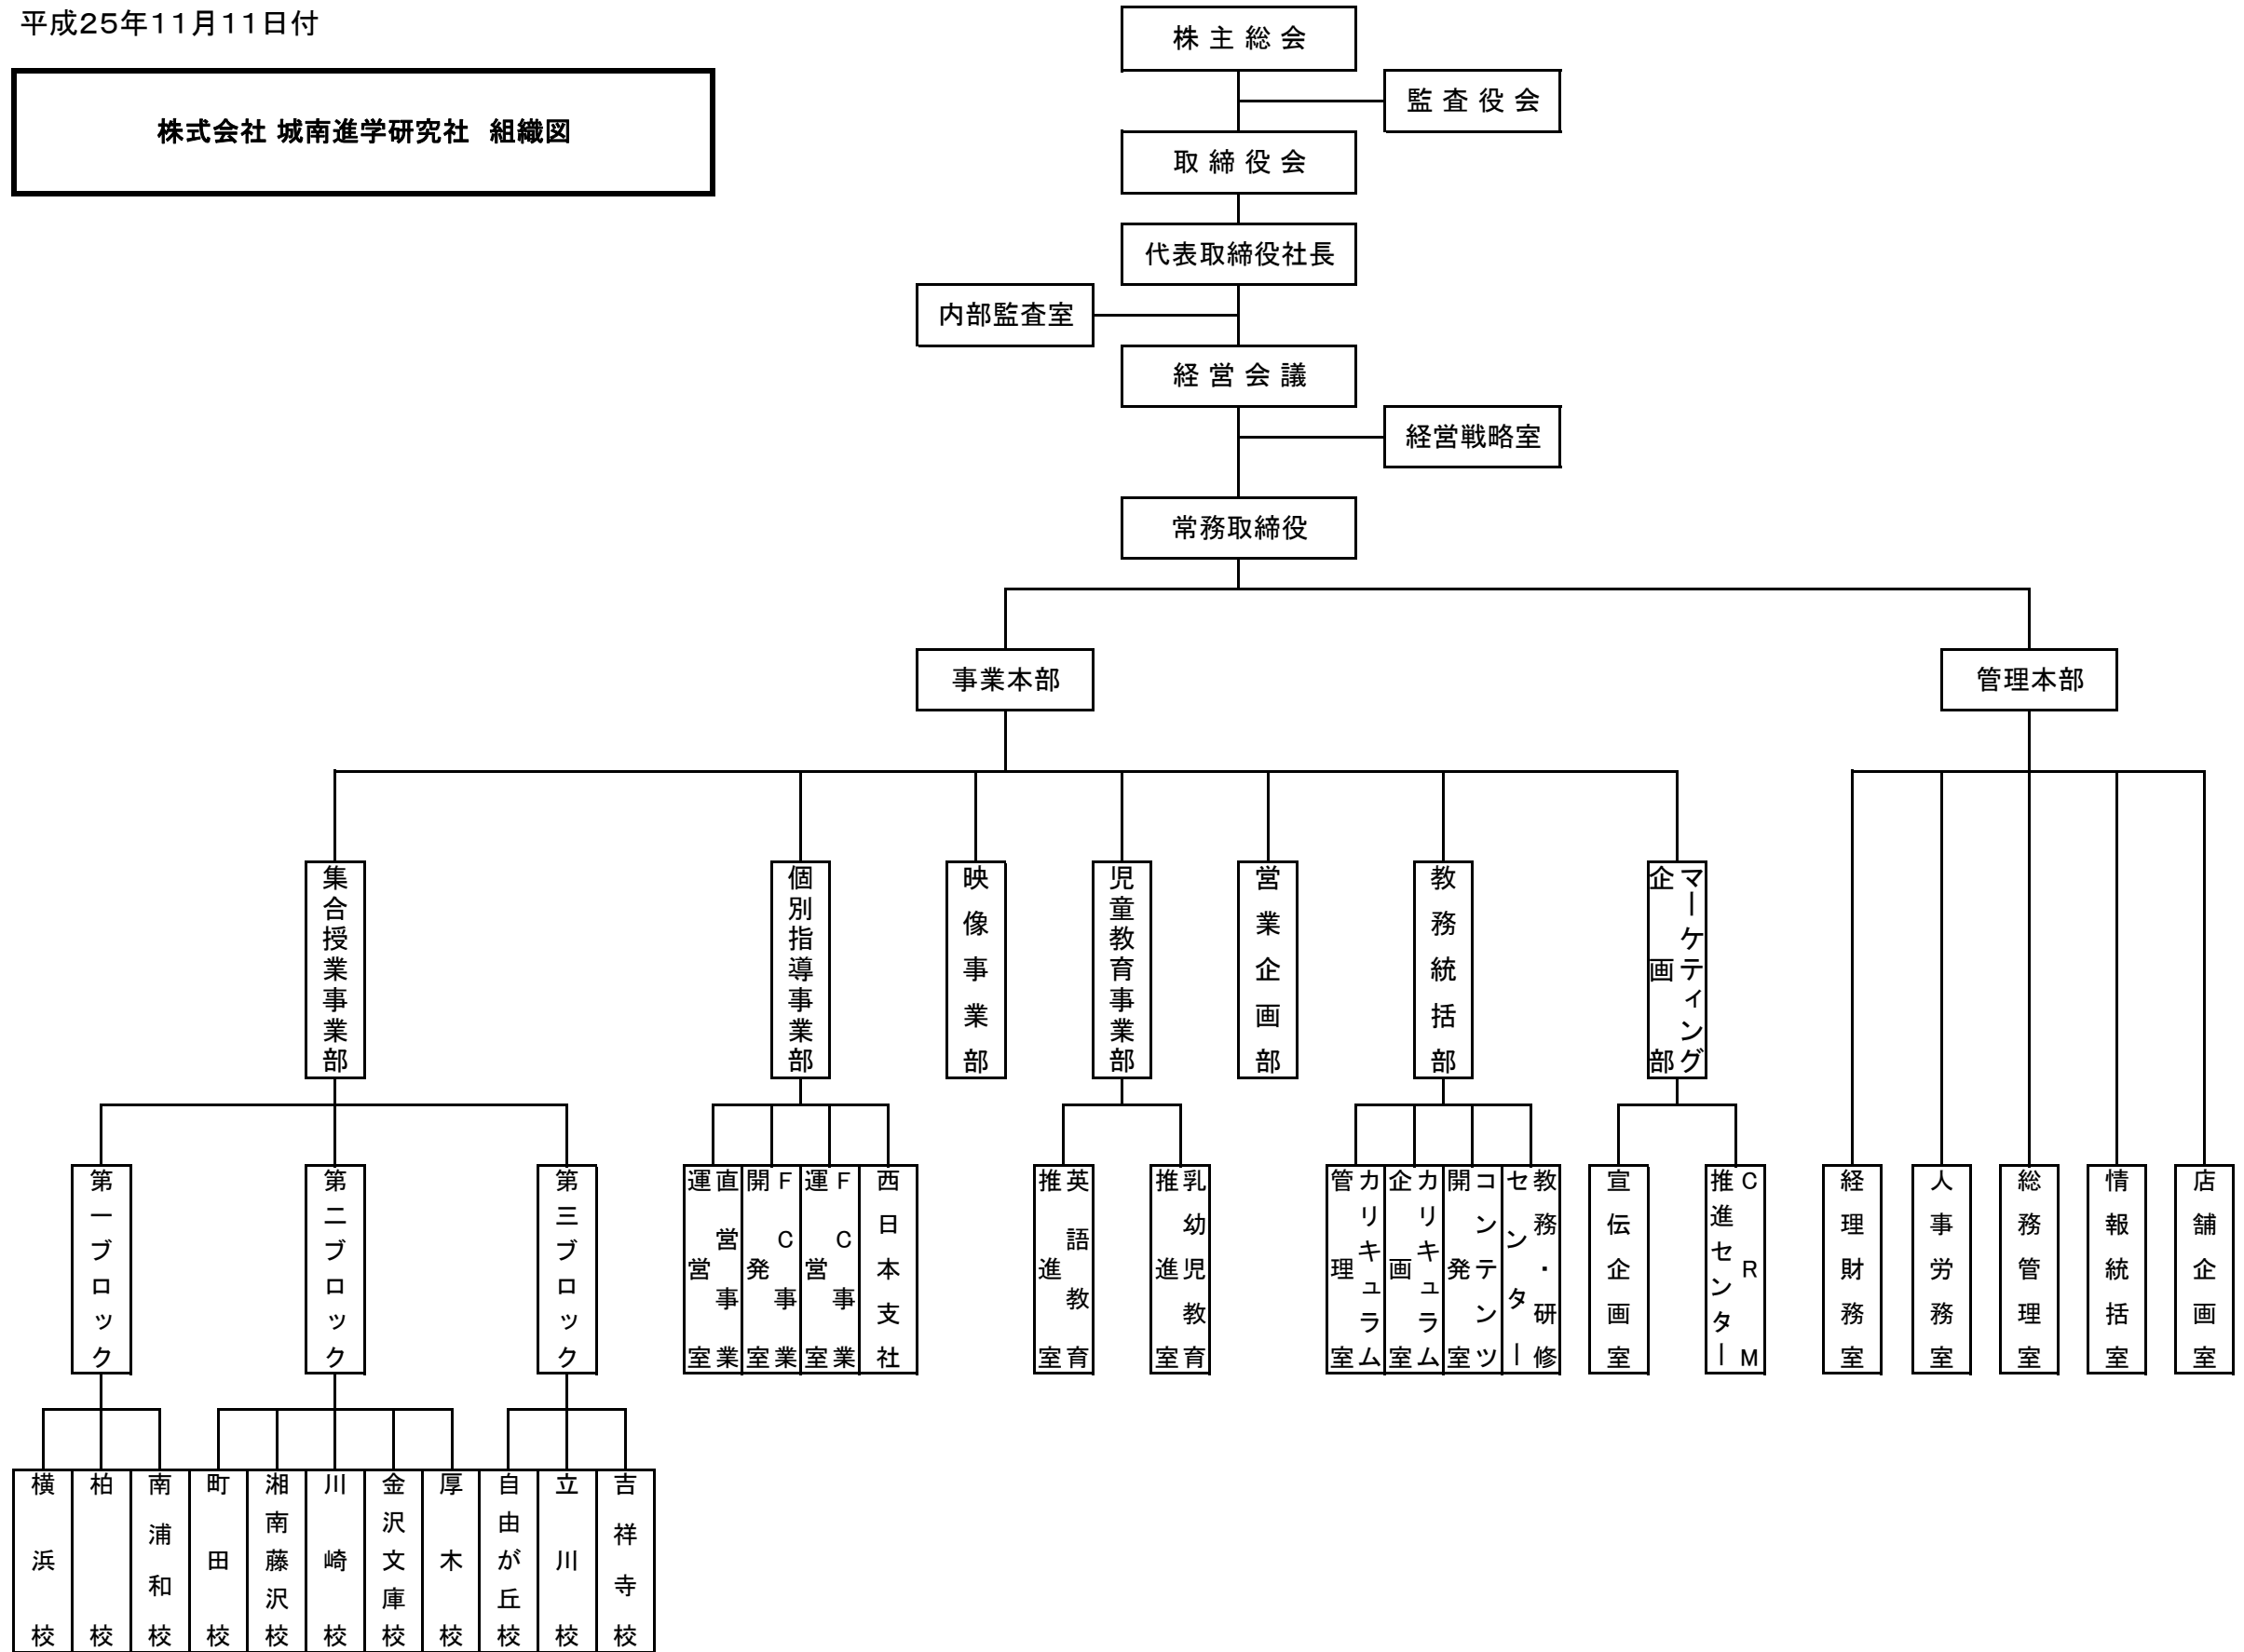 平成25年11月11日付
株式会社 城南進学研究社 組織図
株主総会
監査役会
取締役会
代表取締役社長
内部監査室
経営会議
経営戦略室
常務取締役
事業本部
管理本部
集合授業事業部
個別指導事業部
映像事業部
児童教育事業部
営業企画部
教務統括部
マーケティング
企画部
第一ブロック
第二ブロック
第三ブロック
直営事業
運営室
FC事業
開発室
FC事業
運営室
西日本支社
英語教育
推進室
乳幼児教育
推進室
カリキュラム
管理室
カリキュラム
企画室
コンテンツ
開発室
教務・研修
センター
宣伝企画室
CRM
推進センター
経理財務室
人事労務室
総務管理室
情報統括室
店舗企画室
横浜校
柏校
南浦和校
町田校
湘南藤沢校
川崎校
金沢文庫校
厚木校
自由が丘校
立川校
吉祥寺校